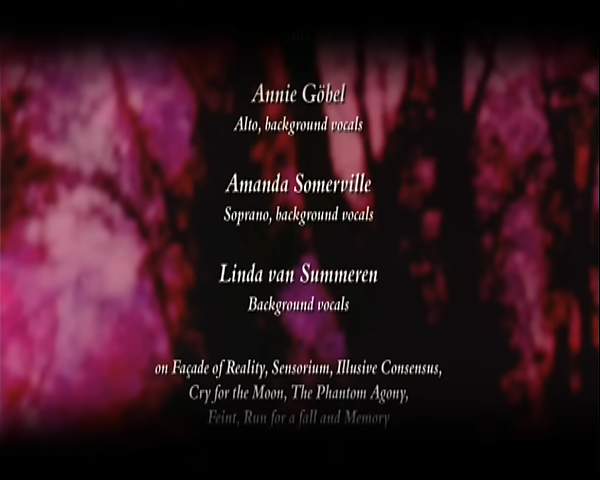 Annie Göbel
Alto, background vocals
Amanda Somerville
Soprano, background vocals
Linda van Summeren
Background vocals
on Façade of Reality, Sensorium, Illusive Consensus,
Cry for the Moon, The Phantom Agony,
Feint, Run for a fall and Memory